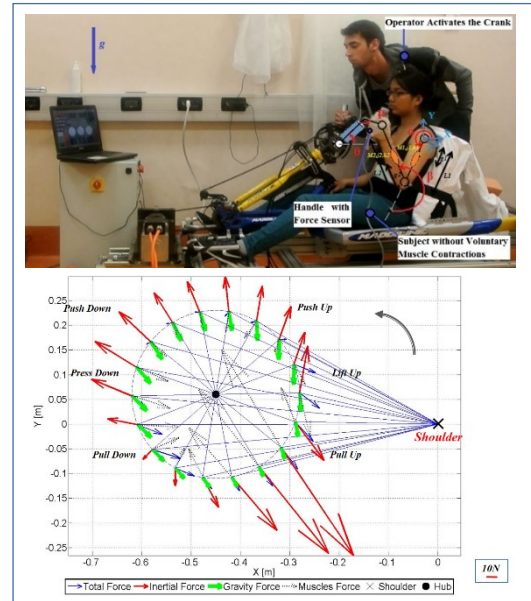 Operator Activates the Crank
g
Y
X
θ
β
L1
Handle with
Force Sensor
Subject without Voluntary
Muscle Contractions
Push Down
Push Up
Press Down
Lift Up
Pull Down
Pull Up
Shoulder
Y [m]
0.25
0.2
0.15
0.1
0.05
0
-0.05
-0.1
-0.15
-0.2
-0.25
-0.7 -0.6 -0.5 -0.4 -0.3 -0.2 -0.1 0
X [m]
10N
Total Force Inertial Force Gravity Force Muscles Force Shoulder Hub